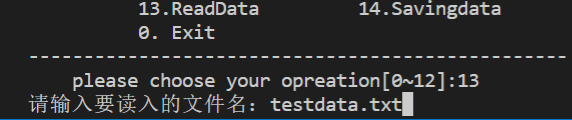 13.ReadData 14.Savingdata
0. Exit
--------------------------------------------------
please choose your opreation[0~12]:13
请输入要读入的文件名：testdata.txt